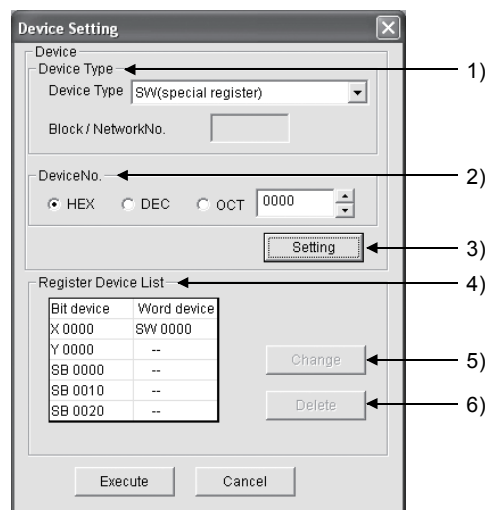 Device Setting
Device
Device Type
1)
Device Type SW(special register)
Block / NetworkNo.
DeviceNo.
2)
HEX DEC OCT 0000
Setting
3)
Register Device List
4)
Bit device Word device
X 0000 SW 0000
Y 0000 --
SB 0000 --
SB 0010 --
SB 0020 --
Change
5)
Delete
6)
Execute Cancel